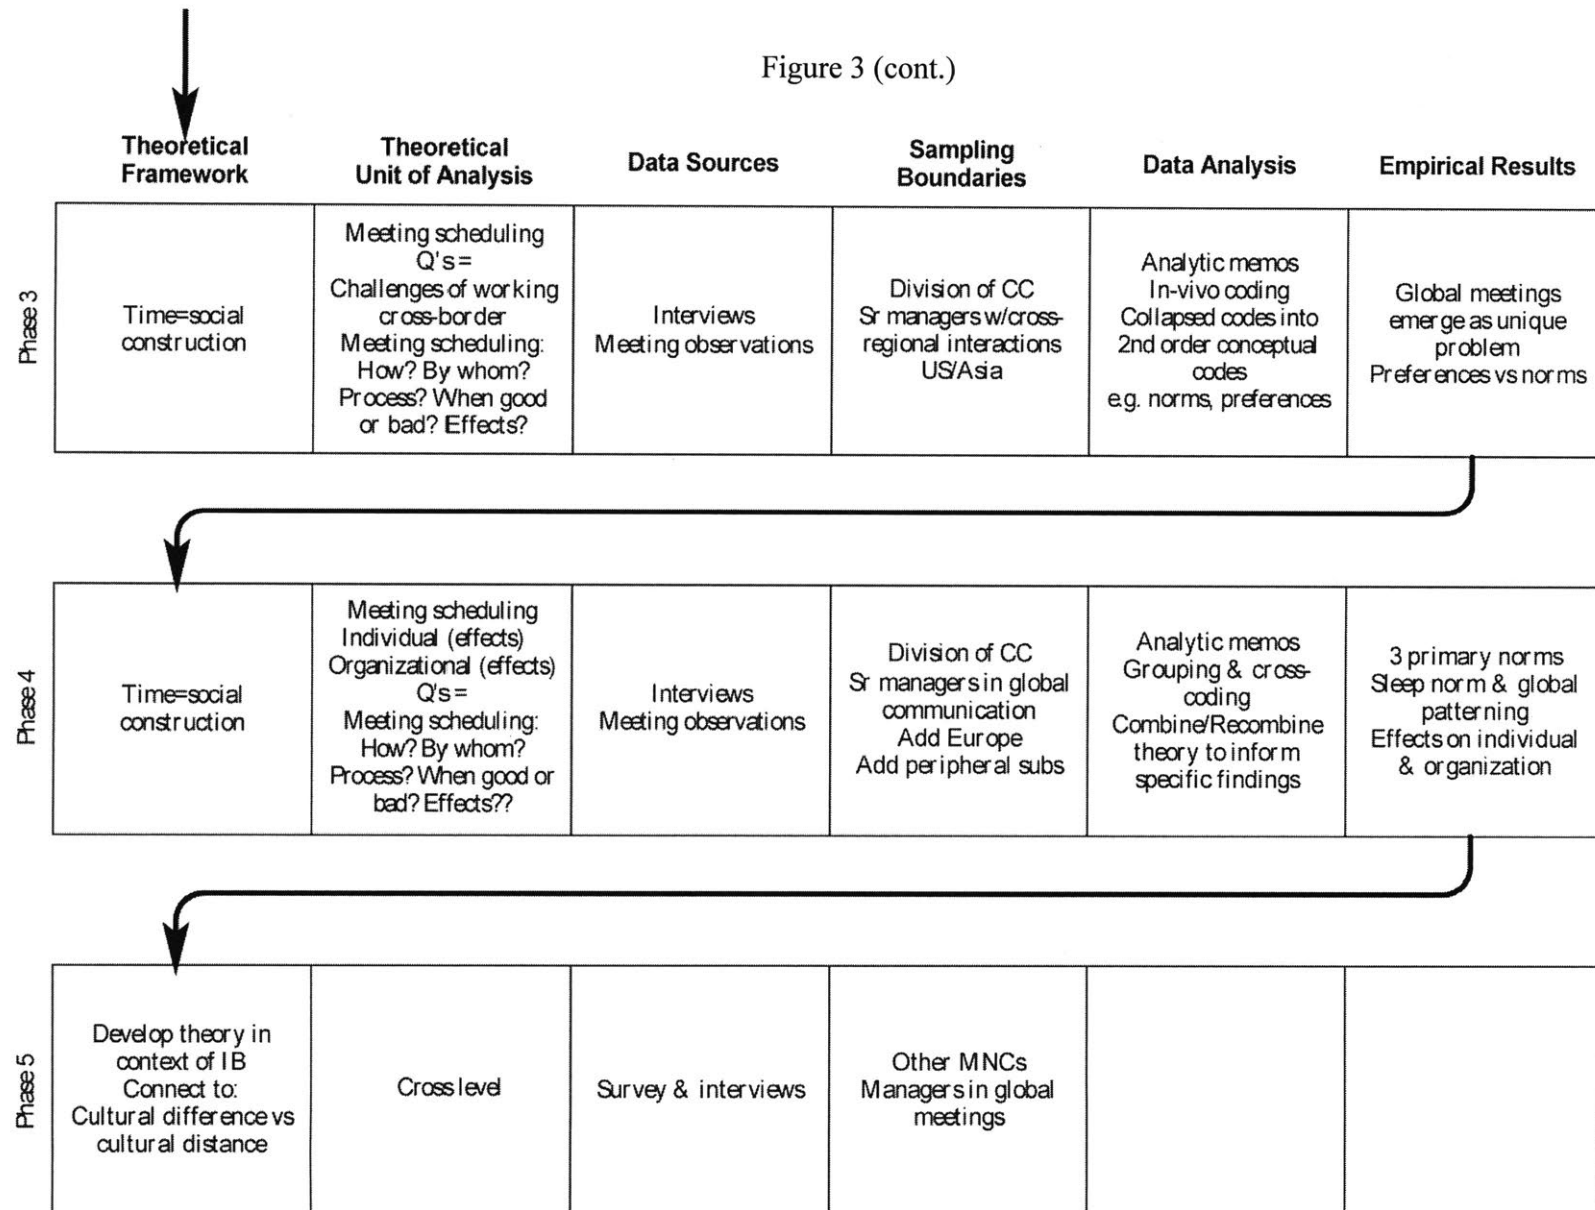 Figure 3 (cont.)
Theoretical
Framework
Theoretical
Unit of Analysis
Data Sources
Sampling
Boundaries
Data Analysis
Empirical Results
Phase 3
Time=social
construction
Meeting scheduling
Q's=
Challenges of working
cross-border
Meeting scheduling:
How? By whom?
Process? When good
or bad? Effects?
Interviews
Meeting observations
Division of CC
Sr managers w/cross-
regional interactions
US/Asia
Analytic memos
In-vivo coding
Collapsed codes into
2nd order conceptual
codes
e.g. norms, preferences
Global meetings
emerge as unique
problem
Preferences vs norms
Phase 4
Time=social
construction
Meeting scheduling
Individual (effects)
Organizational (effects)
Q's=
Meeting scheduling:
How? By whom?
Process? When good or
bad? Effects??
Interviews
Meeting observations
Division of CC
Sr managers in global
communication
Add Europe
Add peripheral subs
Analytic memos
Grouping & cross-
coding
Combine/Recombine
theory to inform
specific findings
3 primary norms
Sleep norm & global
patterning
Effects on individual
& organization
Phase 5
Develop theory in
context of IB
Connect to:
Cultural difference vs
cultural distance
Cross level
Survey & interviews
Other MNCs
Managers in global
meetings